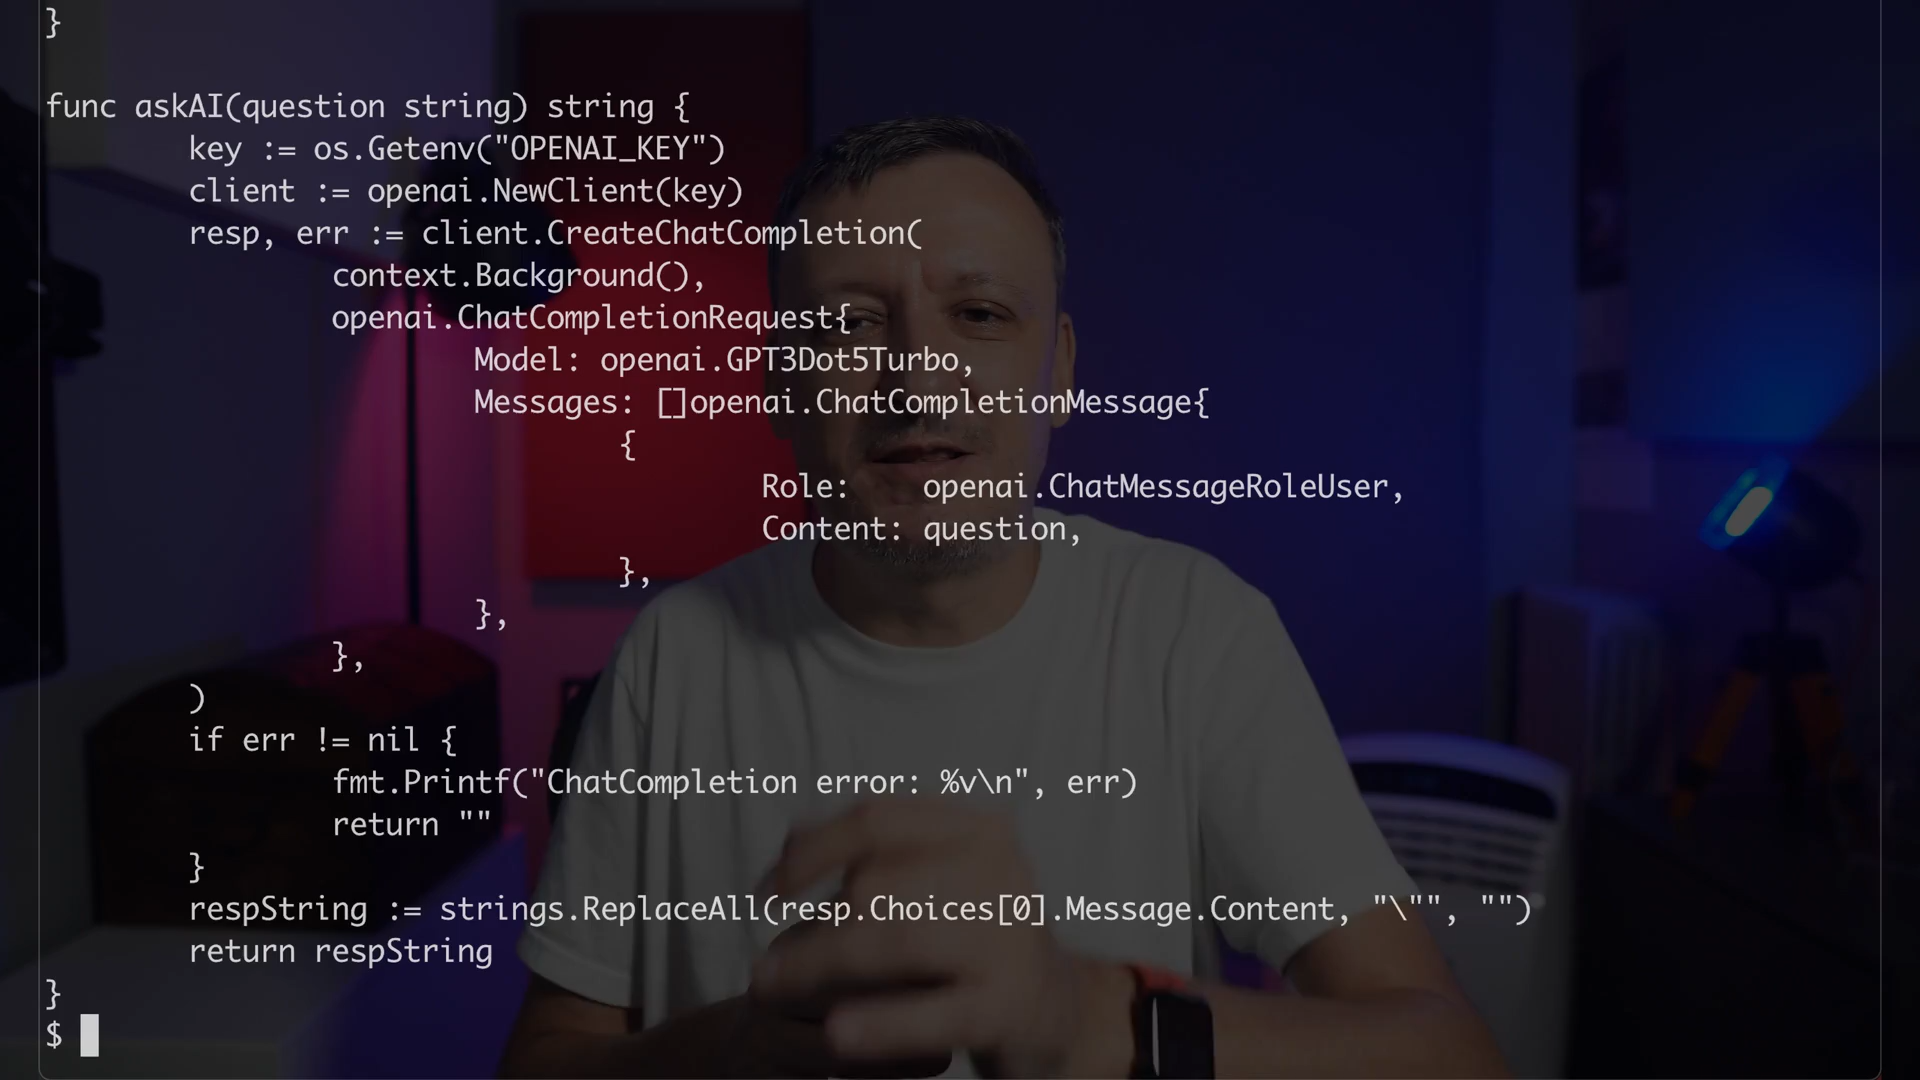 }
func askAI(question string) string {
key := os.Getenv("OPENAI_KEY")
client := openai.NewClient(key)
resp, err := client.CreateChatCompletion(
context.Background(),
openai.ChatCompletionRequest{
Model: openai.GPT3Dot5Turbo,
Messages: []openai.ChatCompletionMessage{
{
Role:    openai.ChatMessageRoleUser,
Content: question,
},
},
},
)
if err != nil {
fmt.Printf("ChatCompletion error: %v\n", err)
return ""
}
respString := strings.ReplaceAll(resp.Choices[0].Message.Content, "\"", "")
return respString
}
$